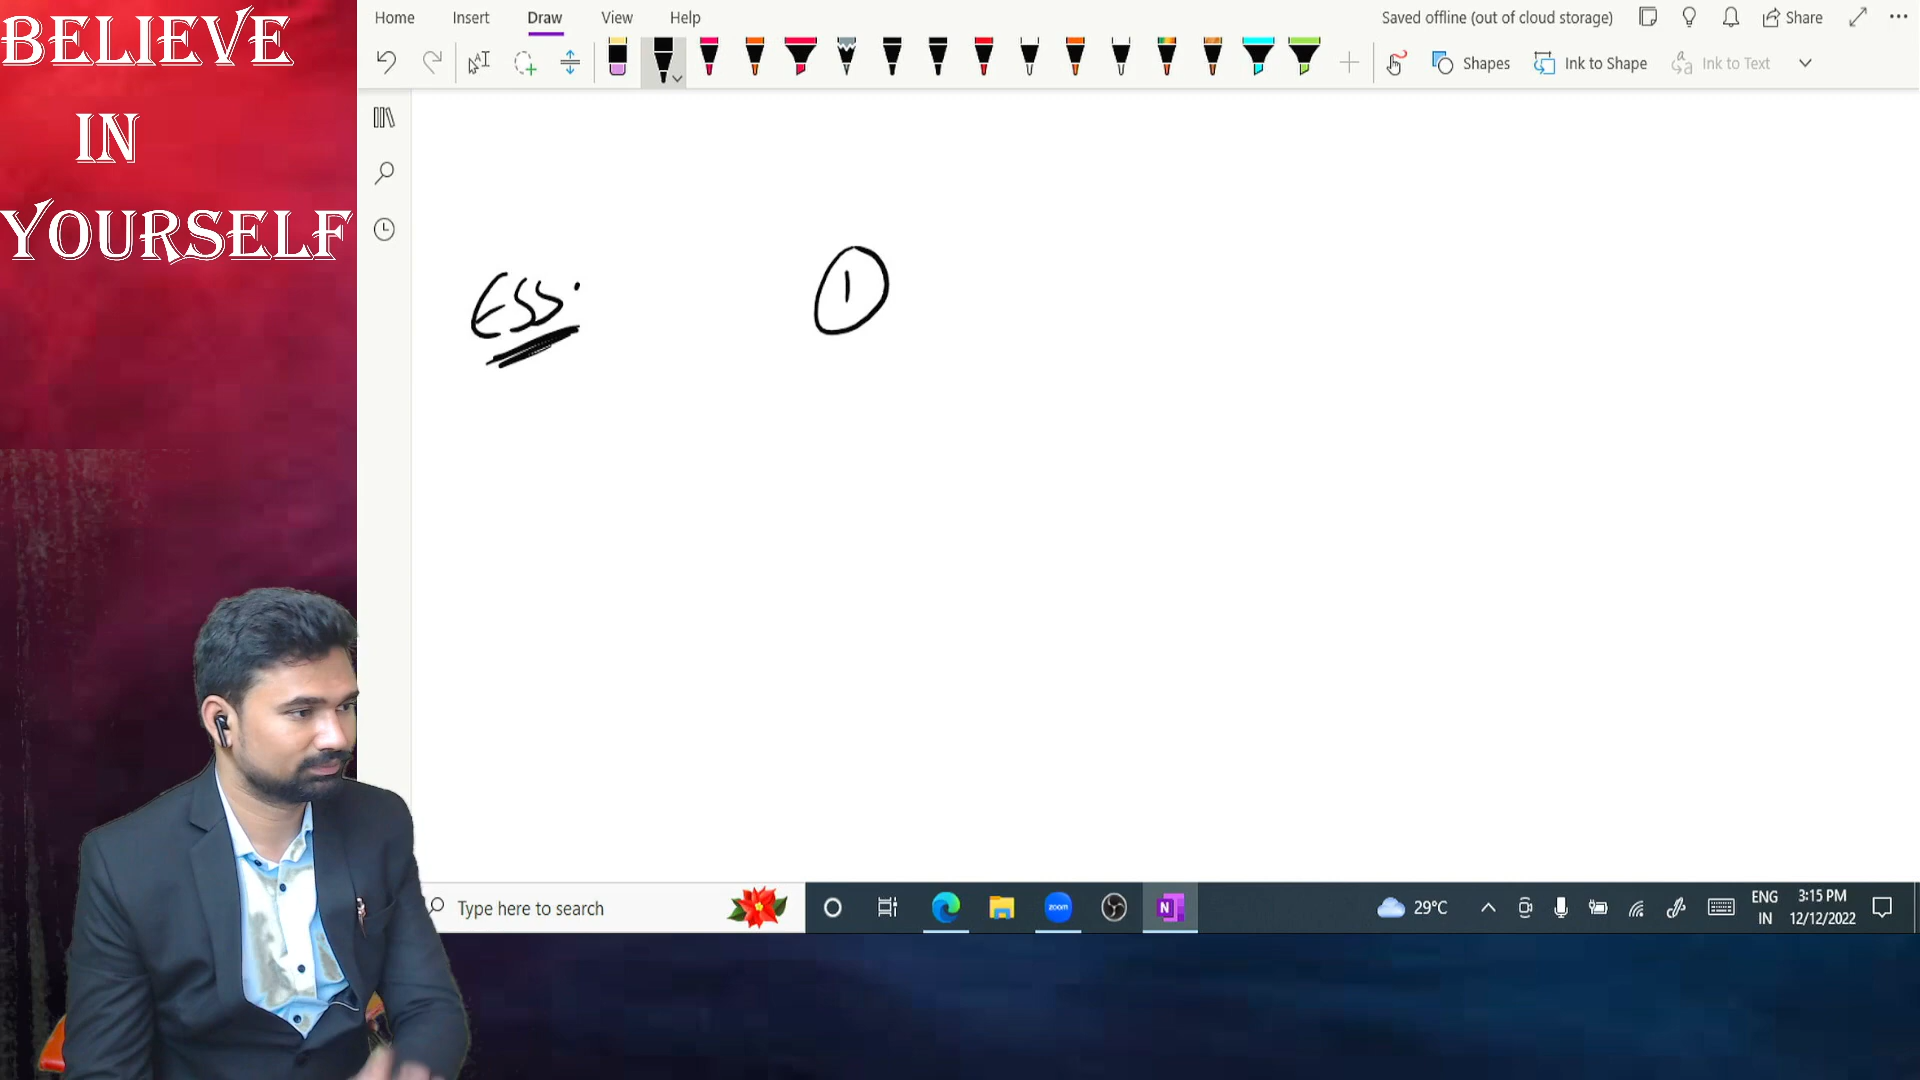 BELIEVE
IN
YOURSELF
Home Insert Draw View Help
Saved offline (out of cloud storage) Share
Shapes Ink to Shape Ink to Text
ESS. 1
Type here to search
zoom
N
29°C
ENG
IN
3:15 PM
12/12/2022